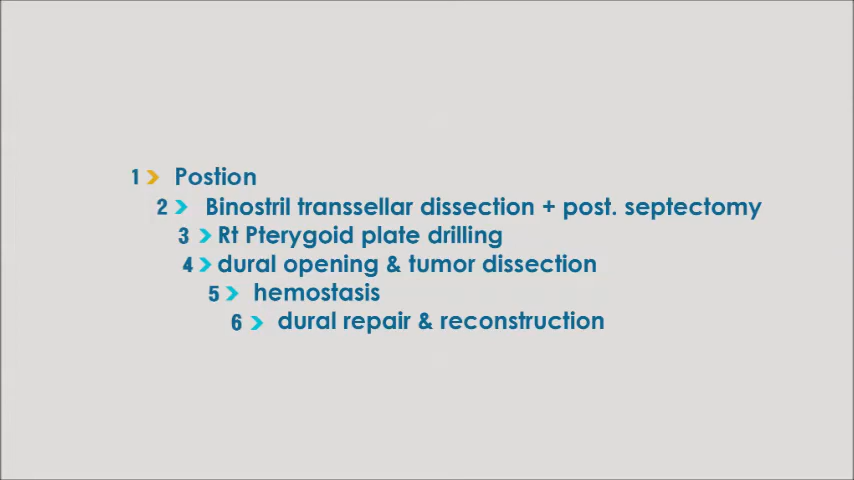 1 > Postion
2 > Binostril transsellar dissection + post. septectomy
3 > Rt Pterygoid plate drilling
4 > dural opening & tumor dissection
5 > hemostasis
6 > dural repair & reconstruction